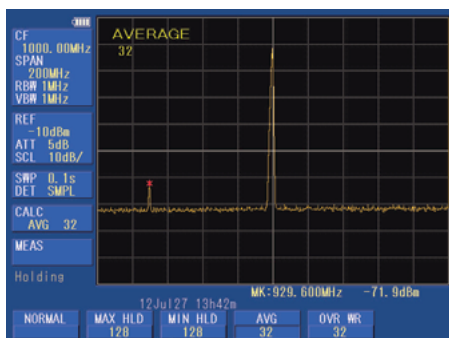 CF
1000. 00MHz
SPAN
200MHz
RBW 1MHz
VBW 1MHz
REF
-10dBm
ATT 5dB
SCL 10dB/
SWP 0. 1s
DET SMPL
CALC
AVG 32
MEAS
Holding
AVERAGE
32
MK:929. 600MHz -71. 9dBm
12Jul27 13h42m
NORMAL
MAX HLD
128
MIN HLD
128
AVG
32
OVR WR
32